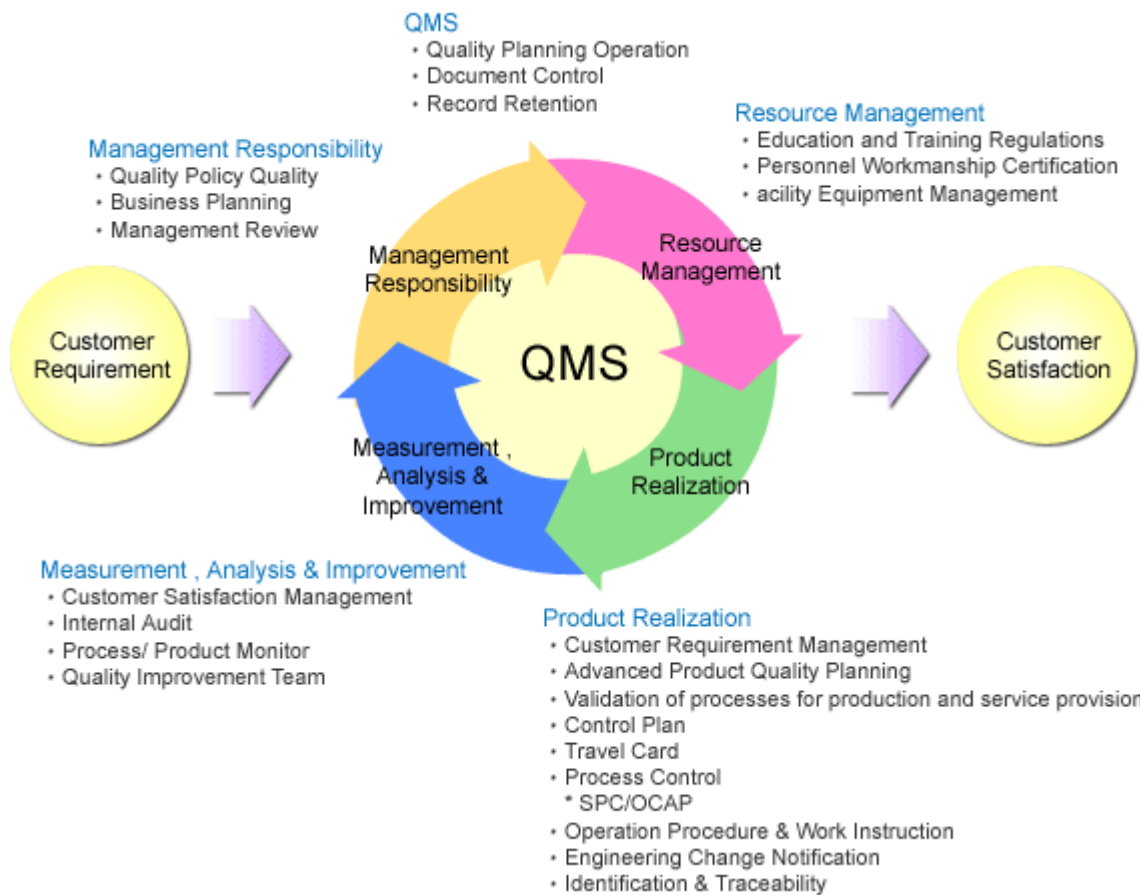 QMS
• Quality Planning Operation
• Document Control
• Record Retention
Resource Management
• Education and Training Regulations
• Personnel Workmanship Certification
• acility Equipment Management
Management Responsibility
• Quality Policy Quality
• Business Planning
• Management Review
Management
Responsibility
Resource
Management
Customer
Requirement
QMS
Customer
Satisfaction
Measurement ,
Analysis &
Improvement
Product
Realization
Measurement , Analysis & Improvement
• Customer Satisfaction Management
• Internal Audit
• Process/ Product Monitor
• Quality Improvement Team
Product Realization
• Customer Requirement Management
• Advanced Product Quality Planning
• Validation of processes for production and service provision
• Control Plan
• Travel Card
• Process Control
* SPC/OCAP
• Operation Procedure & Work Instruction
• Engineering Change Notification
• Identification & Traceability